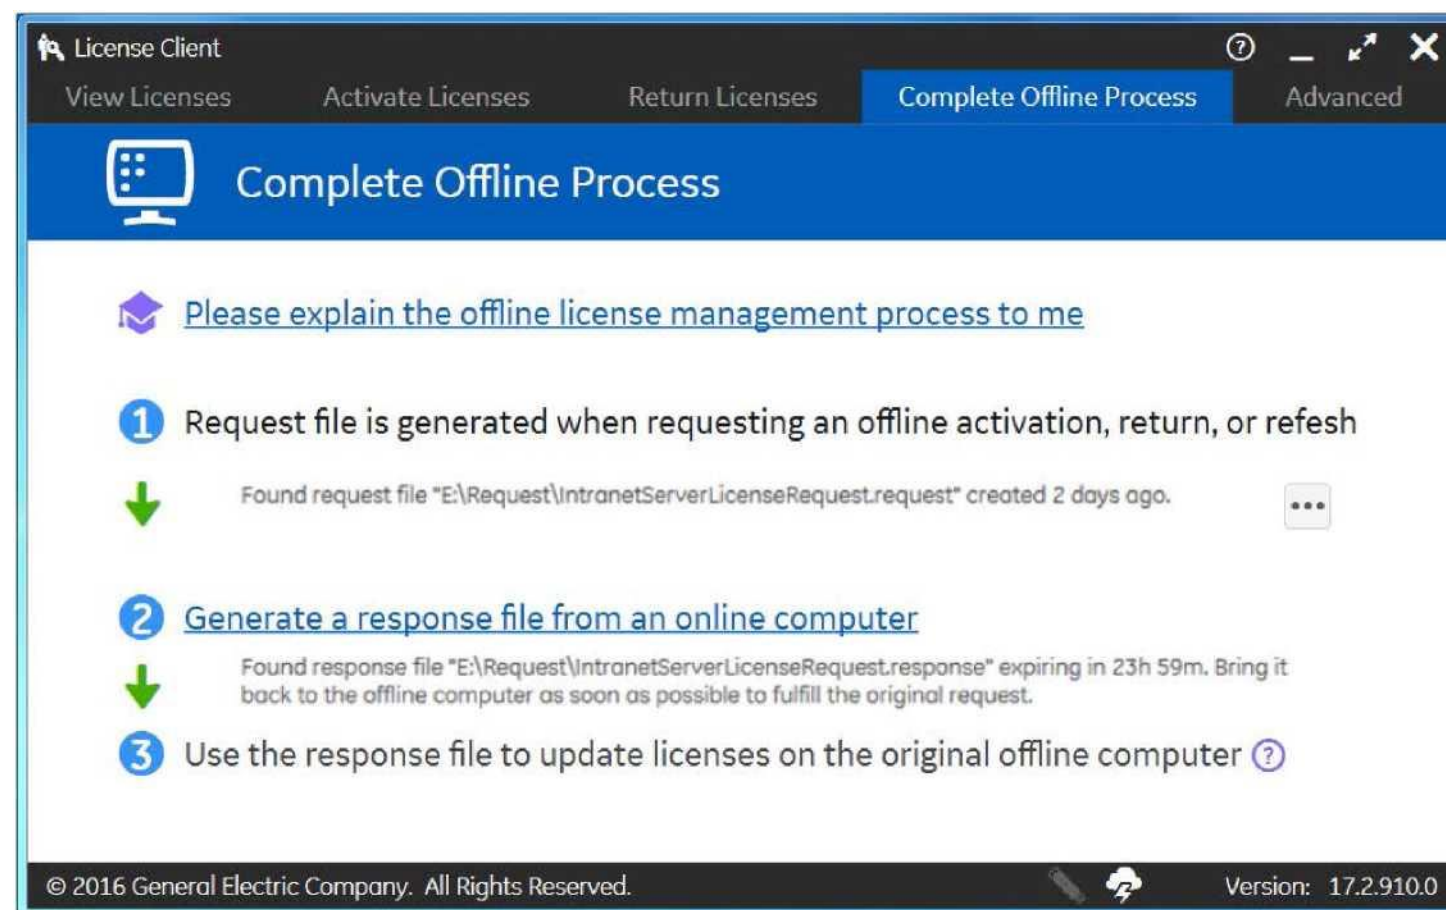 License Client
View Licenses Activate Licenses Return Licenses Complete Offline Process Advanced
Complete Offline Process
Please explain the offline license management process to me
1 Request file is generated when requesting an offline activation, return, or refesh
Found request file "E:\Request\IntranetServerLicenseRequest.request" created 2 days ago.
2 Generate a response file from an online computer
Found response file "E:\Request\IntranetServerLicenseRequest.response" expiring in 23h 59m. Bring it
back to the offline computer as soon as possible to fulfill the original request.
3 Use the response file to update licenses on the original offline computer ?
© 2016 General Electric Company. All Rights Reserved. Version: 17.2.910.0